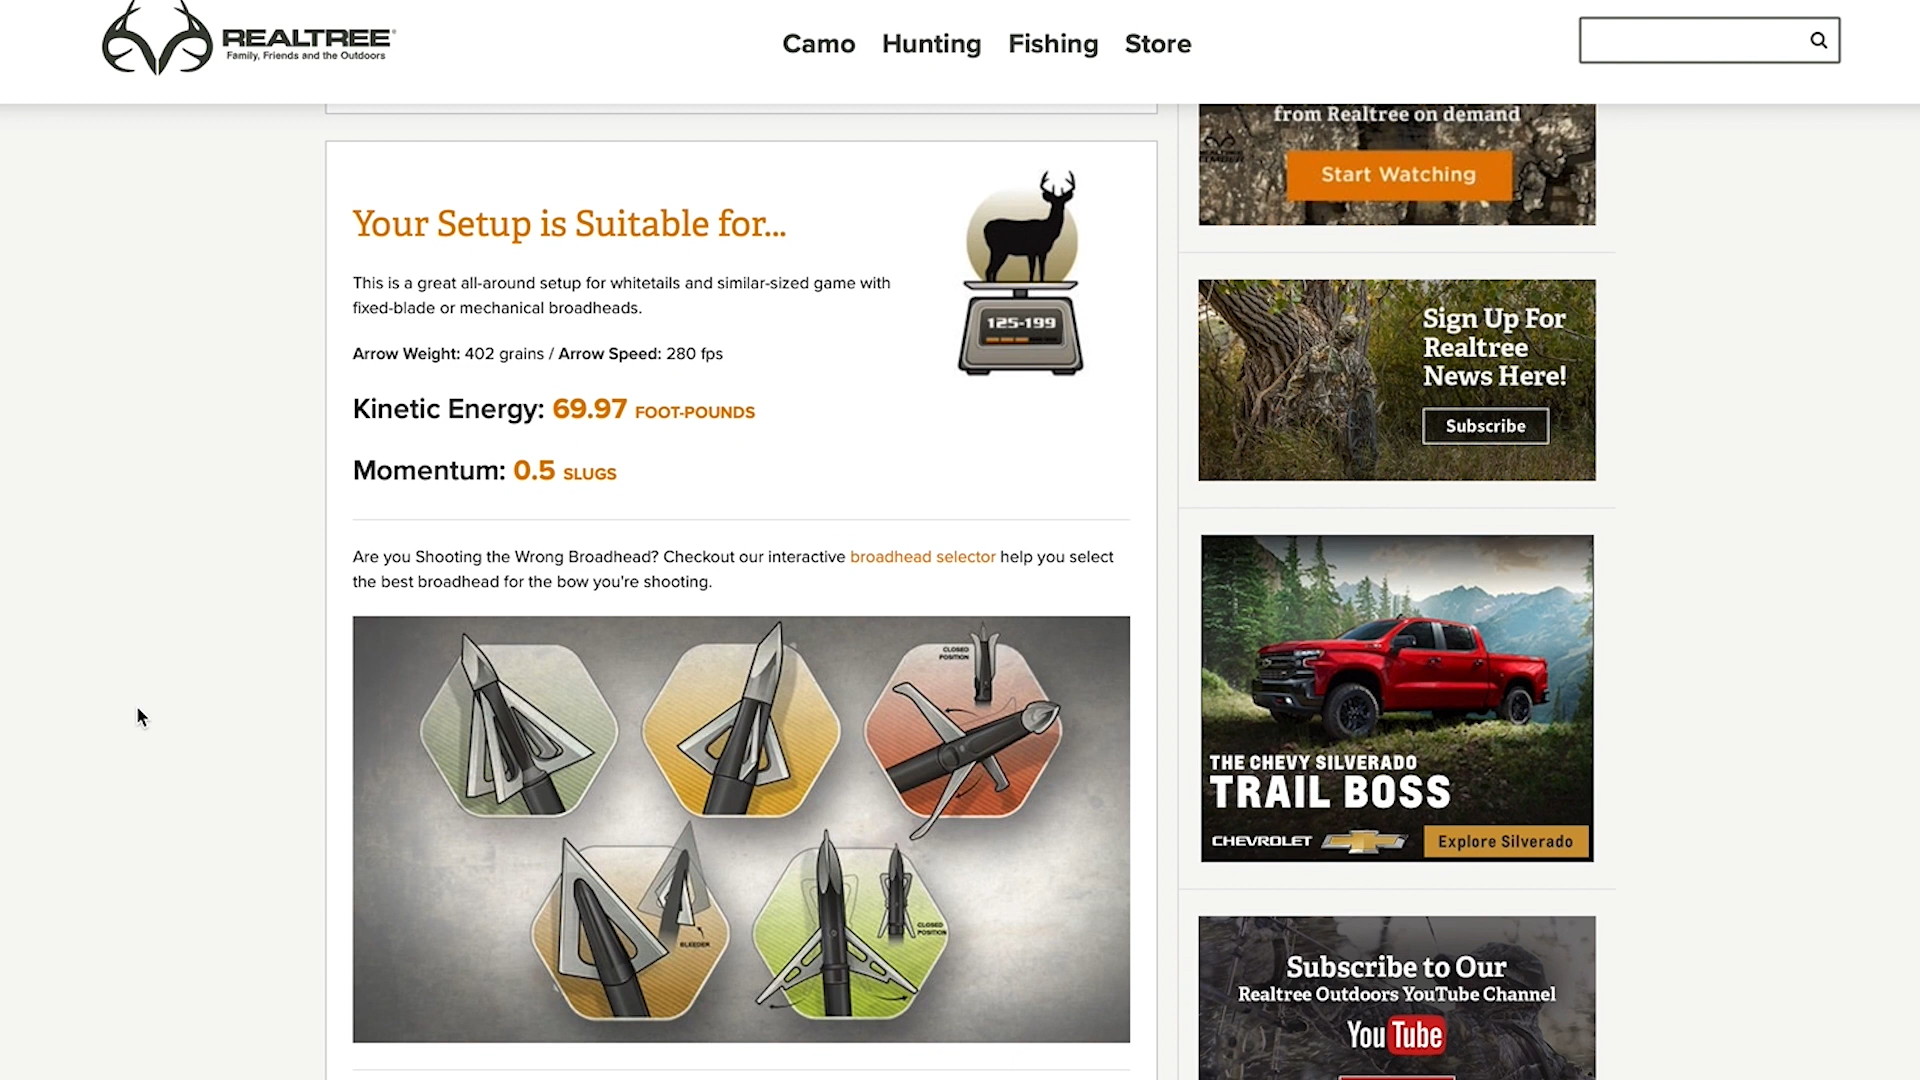 REALTREE
Family, Friends and the Outdoors
Camo Hunting Fishing Store
Your Setup is Suitable for...
This is a great all-around setup for whitetails and similar-sized game with
fixed-blade or mechanical broadheads.
Arrow Weight: 402 grains / Arrow Speed: 280 fps
Kinetic Energy: 69.97 FOOT-POUNDS
Momentum: 0.5 SLUGS
125-199
Are you Shooting the Wrong Broadhead? Checkout our interactive broadhead selector help you select
the best broadhead for the bow you're shooting.
CLOSED
POSITION
BLEEDER
CLOSED
POSITION
from Realtree on demand
Start Watching
Sign Up For
Realtree
News Here!
Subscribe
THE CHEVY SILVERADO
TRAIL BOSS
CHEVROLET
Explore Silverado
Subscribe to Our
Realtree Outdoors YouTube Channel
YouTube